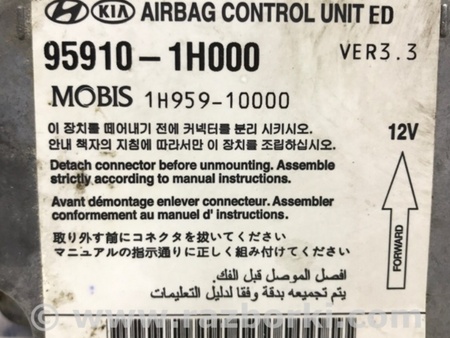 HYUNDAI KIA AIRBAG CONTROL UNIT ED
95910-1H000 VER3.3
MOBIS 1H959-10000
이 장치를 떼어내기 전에 커넥터를 분리 시키시오.
안내 책자의 지침에 따라서만 이 장치를 조립하십시오. 12V
Detach connector before unmounting. Assemble
strictly according to manual instructions.
Avant démontage enlever connecteur. Assembler
conformement au manuel d' instructions.
FORWARD
取り外す前にコネクタを抜いてください
マニュアルの指示通りに正しく組み付けてください
افصل الموصل قبل الفك.
يتم تجميعه بدقة وفقا لدليل التعليمات
www.razborki.com